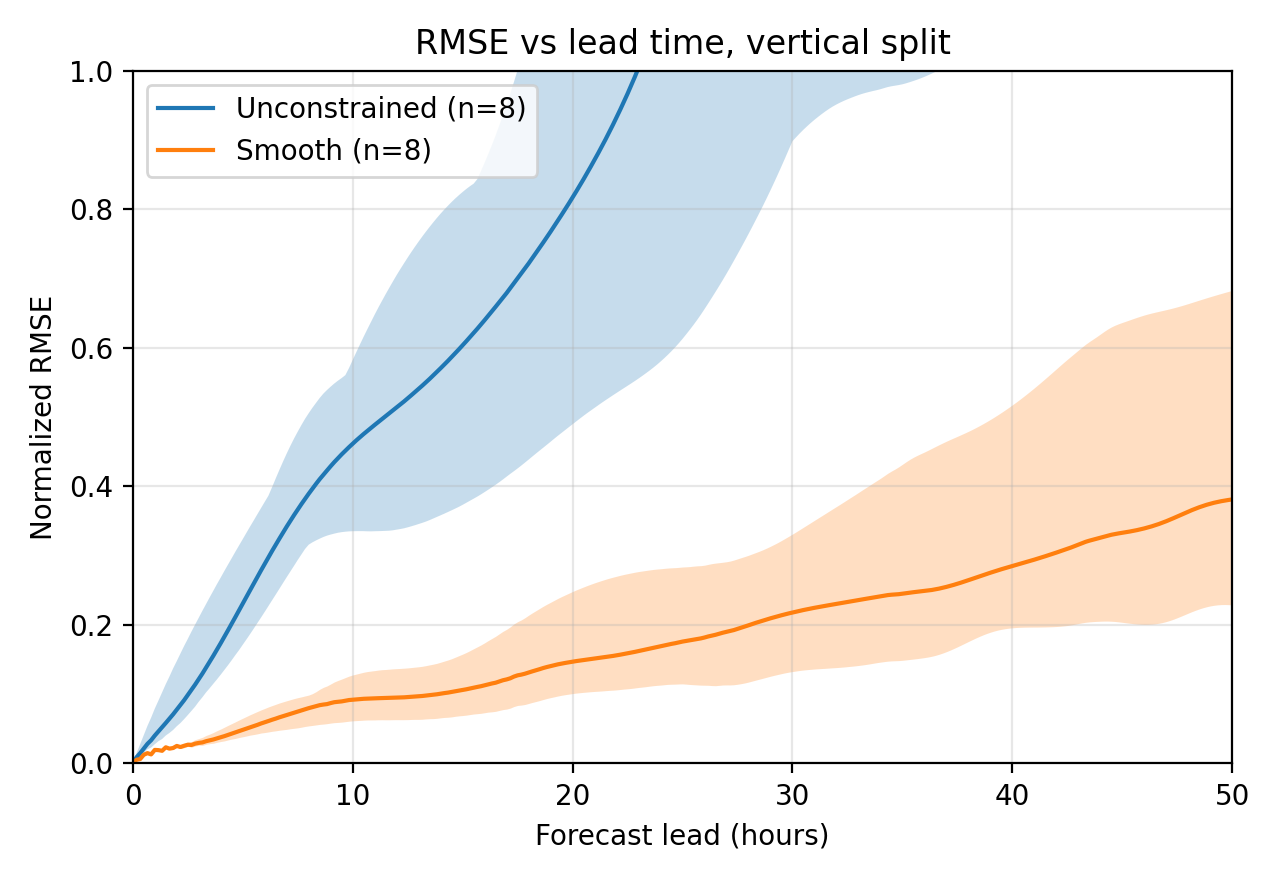 RMSE vs lead time, vertical split
1.0
0.8
0.6
0.4
0.2
0.0
Normalized RMSE
Unconstrained (n=8)
Smooth (n=8)
0 10 20 30 40 50
Forecast lead (hours)